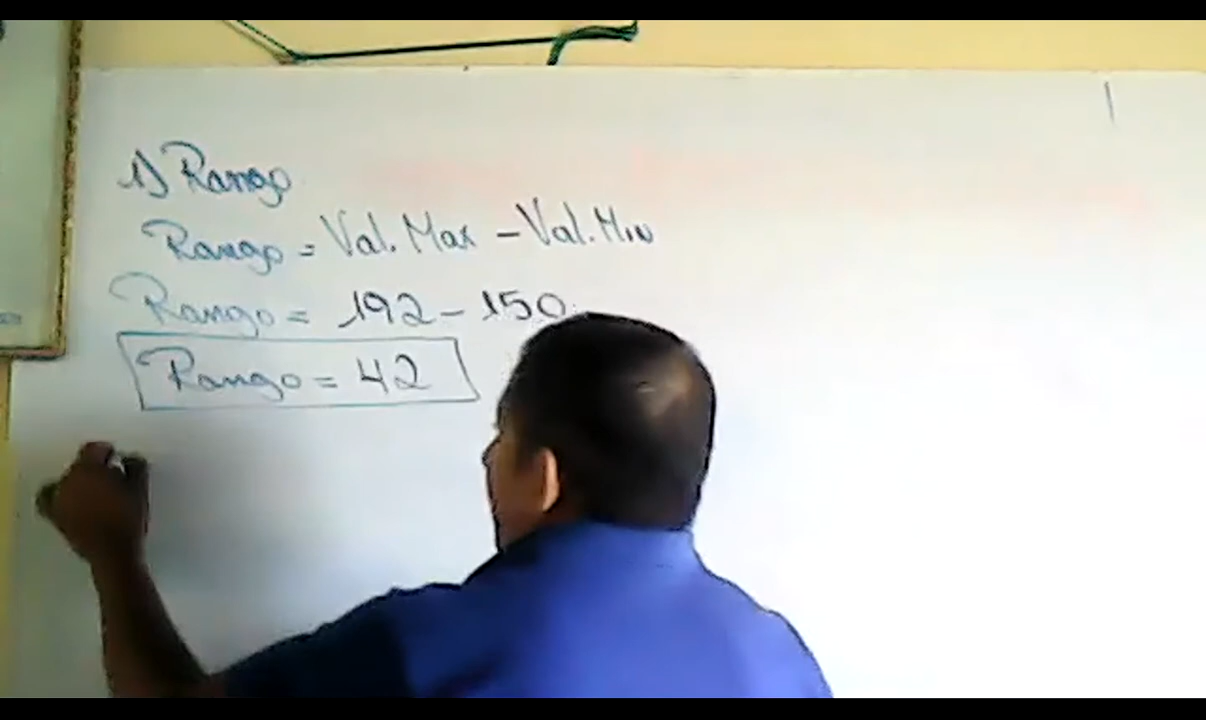 1) Rango
Rango = Val. Max - Val. Min
Rango = 192 - 150
Rango = 42